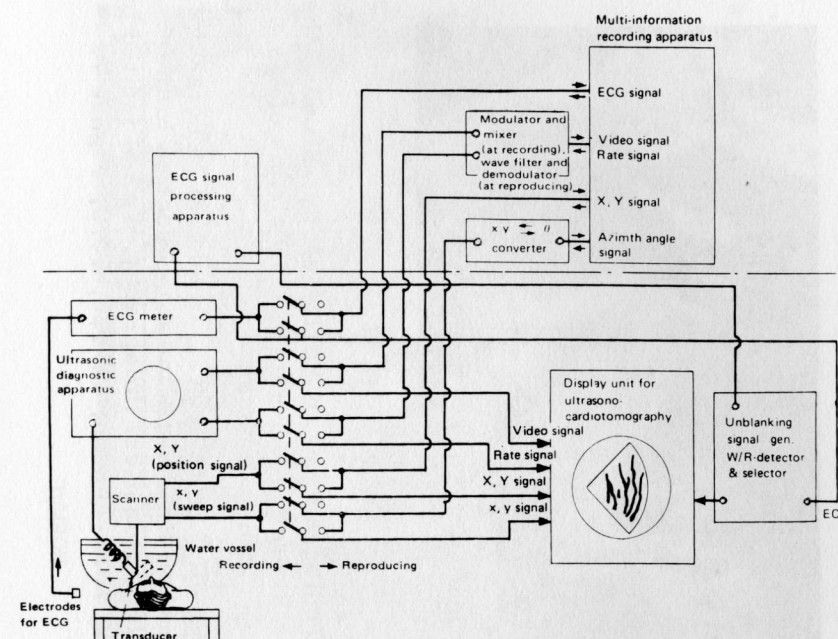 Multi-information
recording apparatus
ECG signal
Modulator and
mixer
(at recording),
wave filter and
demodulator
(at reproducing)
Video signal
Rate signal
X, Y signal
x y ⇄ θ
converter
Azimth angle
signal
ECG signal
processing
apparatus
ECG meter
Ultrasonic
diagnostic
apparatus
X, Y
(position signal)
Scanner
x, y
(sweep signal)
Water vessel
Recording ← → Reproducing
Electrodes
for ECG
Transducer
Display unit for
ultrasono-
cardiotomography
Video signal
Rate signal
X, Y signal
x, y signal
Unblanking
signal gen.
W/R-detector
& selector